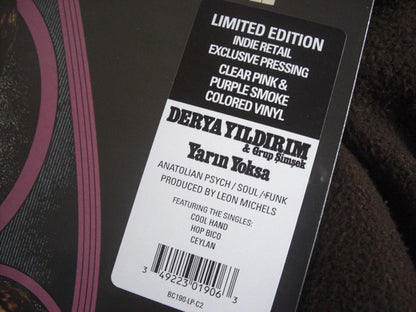 LIMITED EDITION
INDIE RETAIL
EXCLUSIVE PRESSING
CLEAR PINK &
PURPLE SMOKE
COLORED VINYL
DERYA YILDIRIM
& Grup Şimşek
Yarın Yoksa
ANATOLIAN PSYCH / SOUL / FUNK
PRODUCED BY LEON MICHELS
FEATURING THE SINGLES:
COOL HAND
HOP BICO
CEYLAN
3 49223 01906 3
BC190-LP-C2